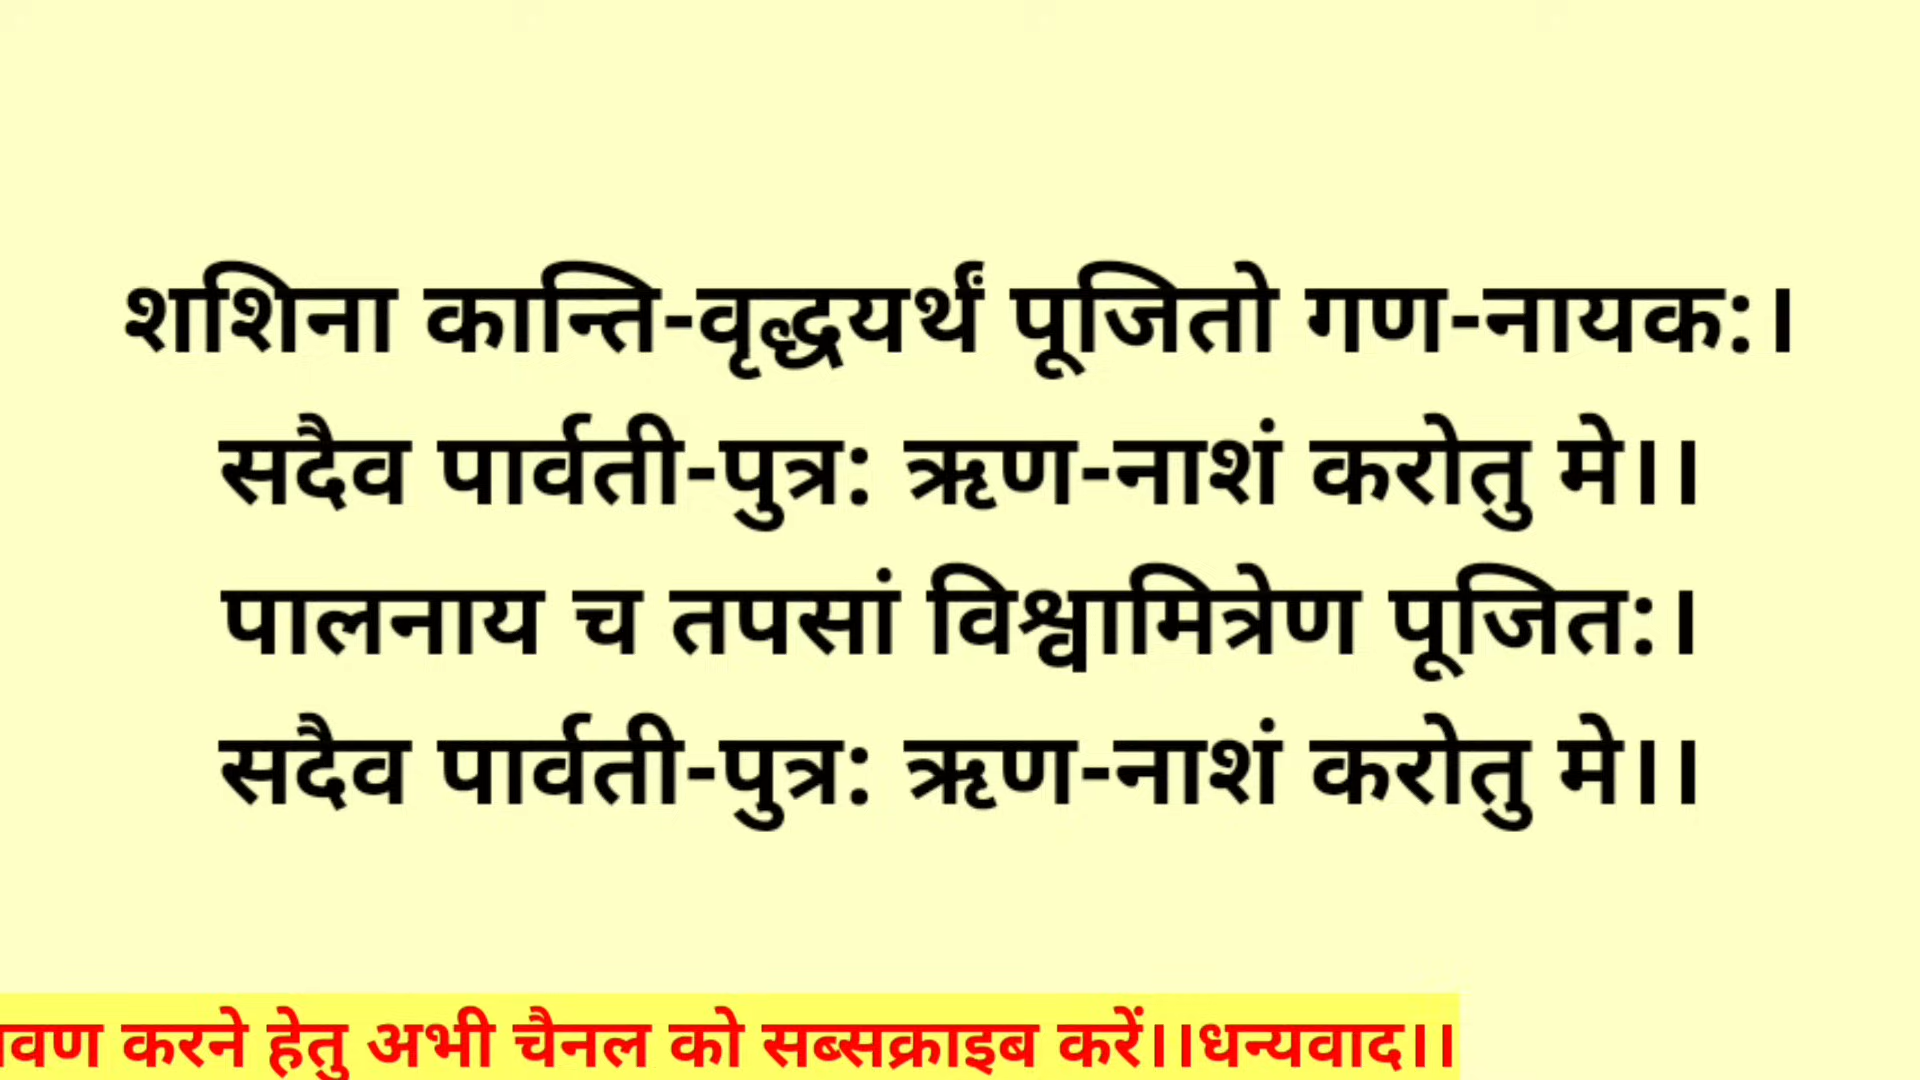 शशिना कान्ति-वृद्धयर्थं पूजितो गण-नायक:।
सदैव पार्वती-पुत्र: ऋण-नाशं करोतु मे।।
पालनाय च तपसां विश्वामित्रेण पूजित:।
सदैव पार्वती-पुत्र: ऋण-नाशं करोतु मे।।
करने हेतु अभी चैनल को सब्सक्राइब करें।।धन्यवाद।।